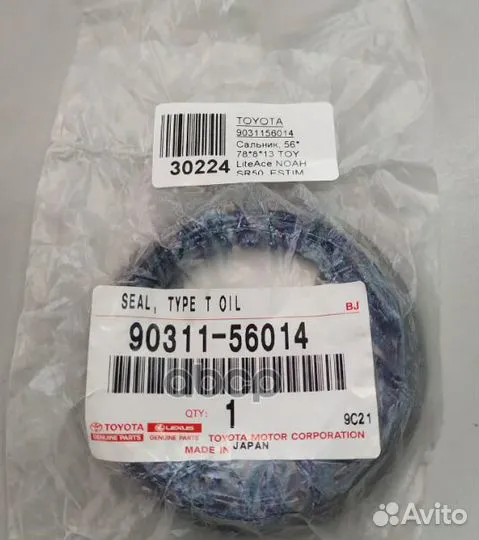 TOYOTA
9031156014
Сальник, 56*
78*8*13 TOY
LiteAce NOAH
SR50, ESTIM
30224
SEAL, TYPE T OIL
BJ
90311-56014
abcp
QTY: 1
9C21
TOYOTA
GENUINE PARTS
LEXUS
GENUINE PARTS
TOYOTA MOTOR CORPORATION
MADE IN JAPAN
Avito